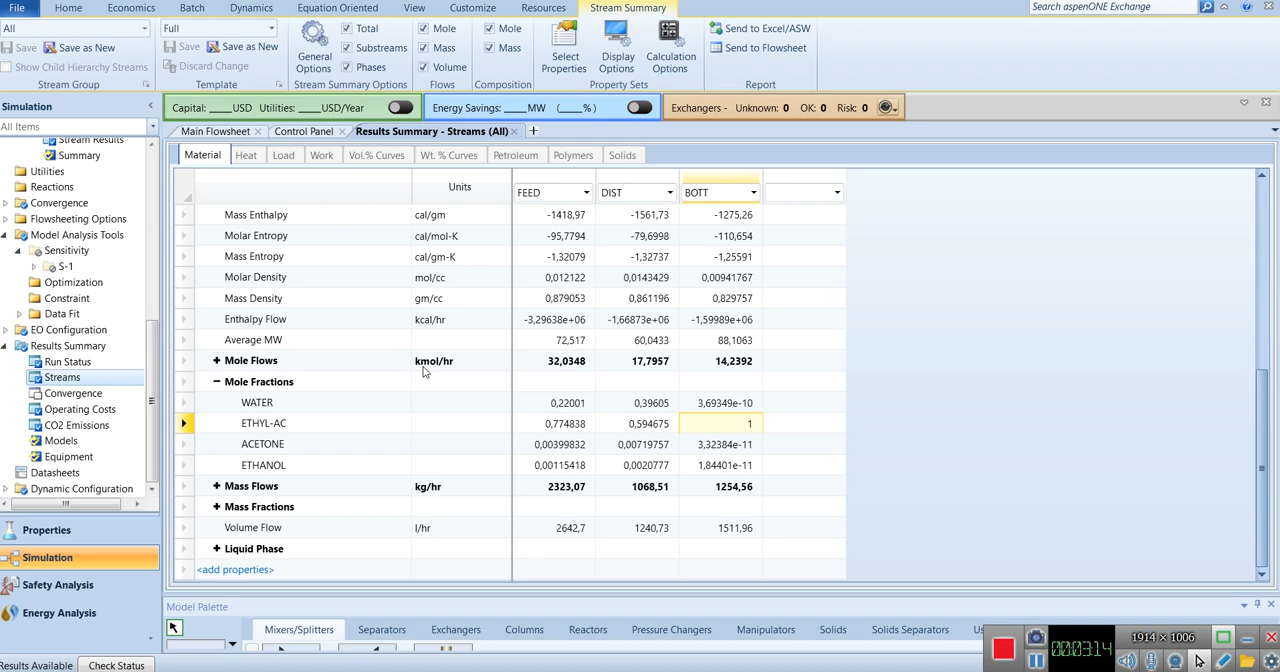 File Home Economics Batch Dynamics Equation Oriented View Customize Resources Stream Summary Search aspenONE Exchange
All Full Total Mole Mole Send to Excel/ASW
Save Save as New Save Save as New Substreams Mass Mass Send to Flowsheet
Show Child Hierarchy Streams Discard Change General Options Phases Volume Select Properties Display Options Calculation Options
Stream Group Template Stream Summary Options Flows Composition Property Sets Report
Simulation Capital: ____USD Utilities: ____USD/Year Energy Savings: ____MW (____%) Exchangers - Unknown: 0 OK: 0 Risk: 0
All Items Main Flowsheet Control Panel Results Summary - Streams (All)
Material Heat Load Work Vol.% Curves Wt. % Curves Petroleum Polymers Solids
Stream Results
Summary
Utilities
Reactions
Convergence
Flowsheeting Options
Model Analysis Tools
Sensitivity
S-1
Optimization
Constraint
Data Fit
EO Configuration
Results Summary
Run Status
Streams
Convergence
Operating Costs
CO2 Emissions
Models
Equipment
Datasheets
Dynamic Configuration
Properties
Simulation
Safety Analysis
Energy Analysis
Units FEED DIST BOTT
Mass Enthalpy cal/gm -1418,97 -1561,73 -1275,26
Molar Entropy cal/mol-K -95,7794 -79,6998 -110,654
Mass Entropy cal/gm-K -1,32079 -1,32737 -1,25591
Molar Density mol/cc 0,012122 0,0143429 0,00941767
Mass Density gm/cc 0,879053 0,861196 0,829757
Enthalpy Flow kcal/hr -3,29638e+06 -1,66873e+06 -1,59989e+06
Average MW 72,517 60,0433 88,1063
Mole Flows kmol/hr 32,0348 17,7957 14,2392
Mole Fractions
WATER 0,22001 0,39605 3,69349e-10
ETHYL-AC 0,774838 0,594675 1
ACETONE 0,00399832 0,00719757 3,32384e-11
ETHANOL 0,00115418 0,0020777 1,84401e-11
Mass Flows kg/hr 2323,07 1068,51 1254,56
Mass Fractions
Volume Flow l/hr 2642,7 1240,73 1511,96
Liquid Phase
<add properties>
Model Palette
Mixers/Splitters Separators Exchangers Columns Reactors Pressure Changers Manipulators Solids Solids Separators
00:03:14 1914 × 1006
Results Available Check Status